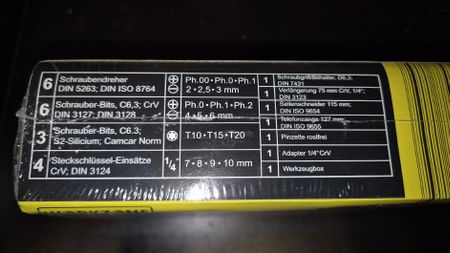 6 Schraubendreher Ph.00 • Ph.0 • Ph.1
DIN 5263; DIN ISO 8764 2 • 2,5 • 3 mm
6 Schrauber-Bits, C6,3; CrV Ph.0 • Ph.1 • Ph.2
DIN 3127; DIN 3128 4 • 5 • 6 mm
3 Schrauber-Bits, C6.3; T10 • T15 • T20
S2-Silicium; Camcar Norm
4 Steckschlüssel-Einsätze 1/4 7 • 8 • 9 • 10 mm
CrV; DIN 3124
1 Schraubgriff/Bithalter, D6,3;
DIN 7431
1 Verlängerung 75 mm CrV, 1/4";
DIN 3123
1 Seitenschneider 115 mm;
DIN ISO 9654
1 Telefonzange 127 mm;
DIN ISO 9655
1 Pinzette rostfrei
1 Adapter 1/4" CrV
1 Werkzeugbox
WORKZONE